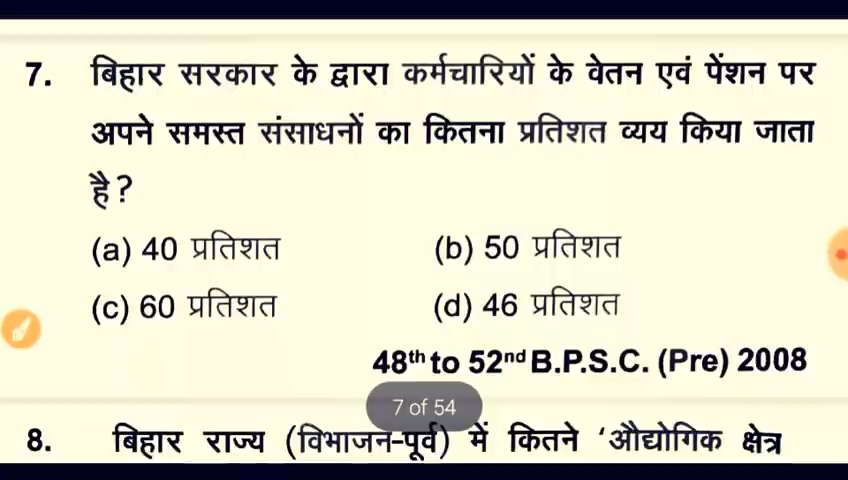 7. बिहार सरकार के द्वारा कर्मचारियों के वेतन एवं पेंशन पर
अपने समस्त संसाधनों का कितना प्रतिशत व्यय किया जाता
है?
(a) 40 प्रतिशत (b) 50 प्रतिशत
(c) 60 प्रतिशत (d) 46 प्रतिशत
48th to 52nd B.P.S.C. (Pre) 2008
7 of 54
8. बिहार राज्य (विभाजन-पूर्व) में कितने ‘औद्योगिक क्षेत्र